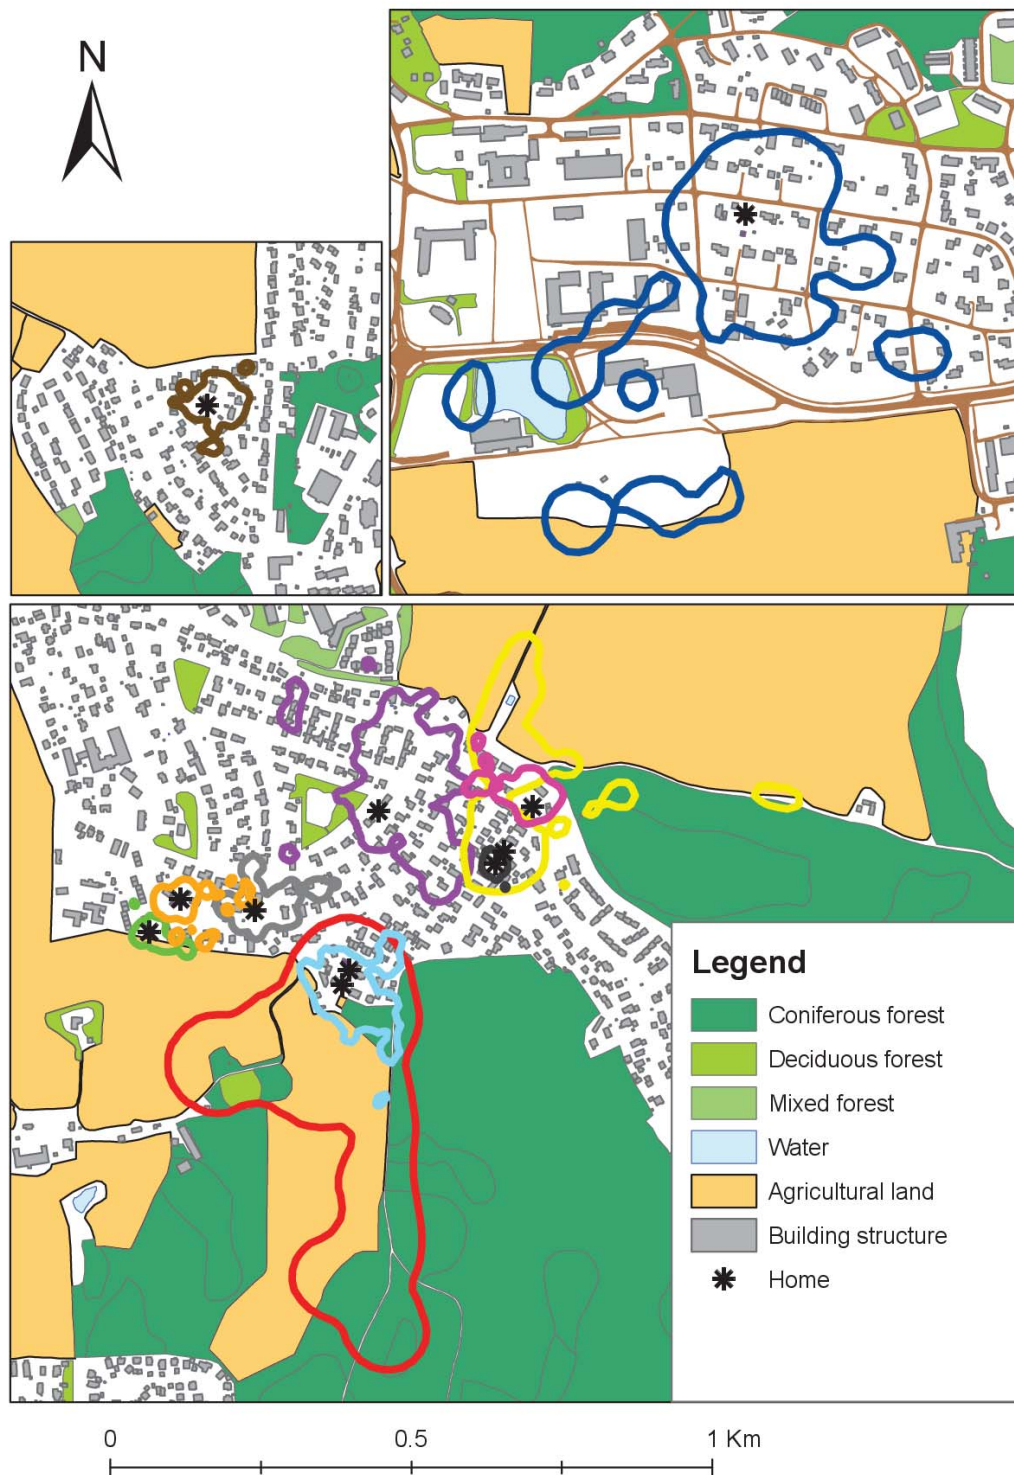 N
Legend
Coniferous forest
Deciduous forest
Mixed forest
Water
Agricultural land
Building structure
Home
0 0.5 1 Km